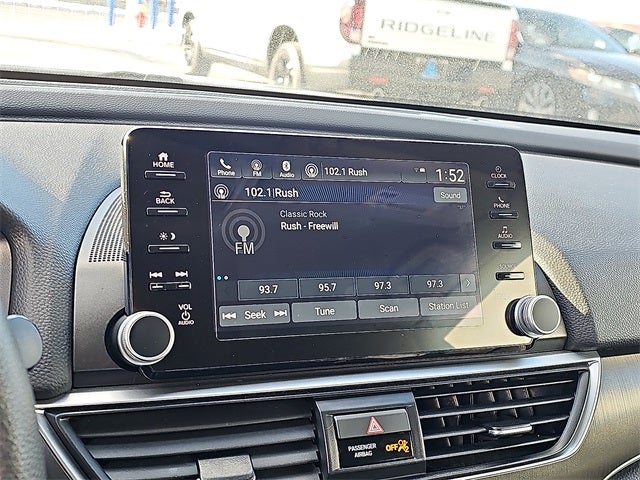 RIDGELINE
HOME
BACK
VOL
AUDIO
Phone FM Audio 102.1 Rush 1:52
102.1|Rush Sound
Classic Rock
Rush - Freewill
FM
93.7 95.7 97.3 97.3
Seek Tune Scan Station List
CLOCK
PHONE
AUDIO
PASSENGER
AIRBAG OFF